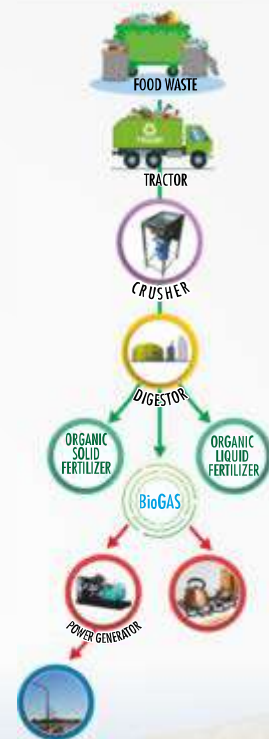 FOOD WASTE
TRACTOR
CRUSHER
DIGESTOR
ORGANIC
SOLID
FERTILIZER
ORGANIC
LIQUID
FERTILIZER
BioGAS
POWER GENERATOR